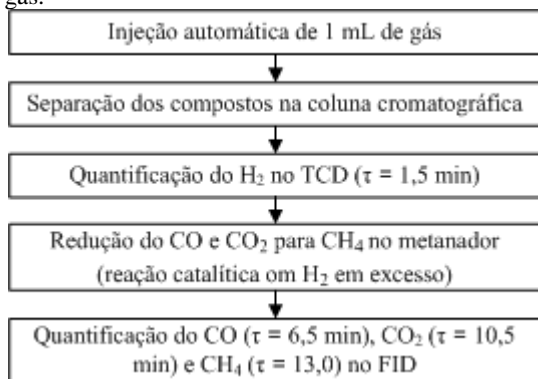 gás.
Injeção automática de 1 mL de gás
Separação dos compostos na coluna cromatográfica
Quantificação do H₂ no TCD (τ = 1,5 min)
Redução do CO e CO₂ para CH₄ no metanador
(reação catalítica om H₂ em excesso)
Quantificação do CO (τ = 6,5 min), CO₂ (τ = 10,5
min) e CH₄ (τ = 13,0) no FID